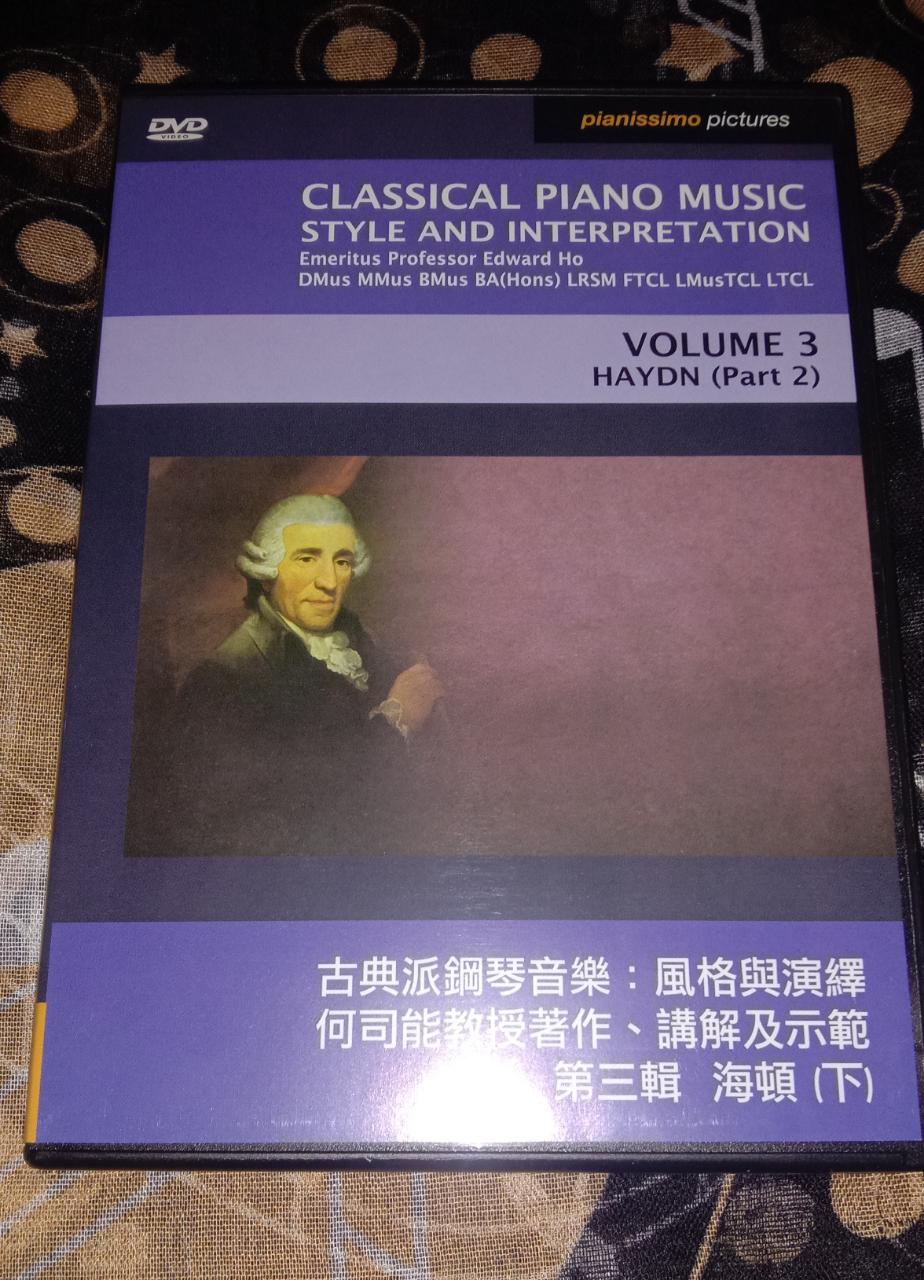 DVD
VIDEO
pianissimo pictures
CLASSICAL PIANO MUSIC
STYLE AND INTERPRETATION
Emeritus Professor Edward Ho
DMus MMus BMus BA(Hons) LRSM FTCL LMusTCL LTCL
VOLUME 3
HAYDN (Part 2)
古典派鋼琴音樂：風格與演繹
何司能教授著作、講解及示範
第三輯 海頓 (下)